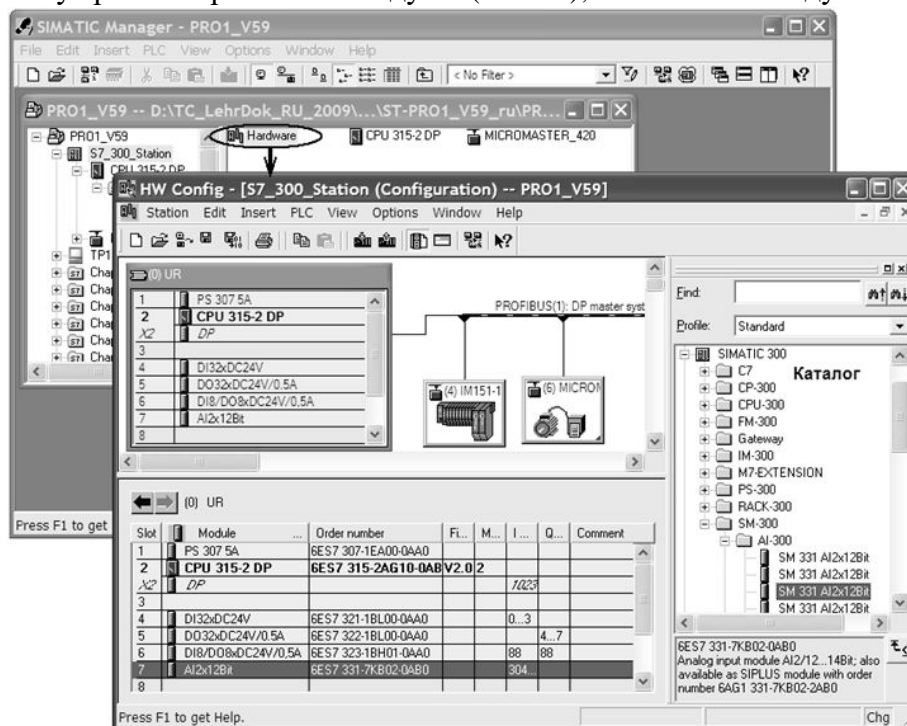 SIMATIC Manager - PRO1_V59
File Edit Insert PLC View Options Window Help
< No Filter >
PRO1_V59 -- D:\TC_LehrDok_RU_2009\...\ST-PRO1_V59_ru\PR...
PRO1_V59
S7_300_Station
CPU 315-2 DP
TP1
Hardware
CPU 315-2 DP
MICROMASTER_420
Press F1 to get
HW Config - [S7_300_Station (Configuration) -- PRO1_V59]
Station Edit Insert PLC View Options Window Help
(0) UR
1 PS 307 5A
2 CPU 315-2 DP
X2 DP
3
4 DI32xDC24V
5 DO32xDC24V/0.5A
6 DI8/DO8xDC24V/0,5A
7 AI2x12Bit
8
PROFIBUS(1): DP master syst
(4) IM151-1
(6) MICRON
Find:
Profile: Standard
SIMATIC 300
C7
Каталог
CP-300
CPU-300
FM-300
Gateway
IM-300
M7-EXTENSION
PS-300
RACK-300
SM-300
AI-300
SM 331 AI2x12Bit
SM 331 AI2x12Bit
SM 331 AI2x12Bit
SM 331 AI2x12Bit
6ES7 331-7KB02-0AB0
Analog input module AI2/12...14Bit; also
available as SIPLUS module with order
number 6AG1 331-7KB02-2AB0
(0) UR
Slot Module ... Order number Fi... M... I ... Q... Comment
1 PS 307 5A 6ES7 307-1EA00-0AA0
2 CPU 315-2 DP 6ES7 315-2AG10-0AB V2.0 2
X2 DP 1023
3
4 DI32xDC24V 6ES7 321-1BL00-0AA0 0...3
5 DO32xDC24V/0.5A 6ES7 322-1BL00-0AA0 4...7
6 DI8/DO8xDC24V/0,5A 6ES7 323-1BH01-0AA0 88 88
7 AI2x12Bit 6ES7 331-7KB02-0AB0 304...
8
Press F1 to get Help.
Chg